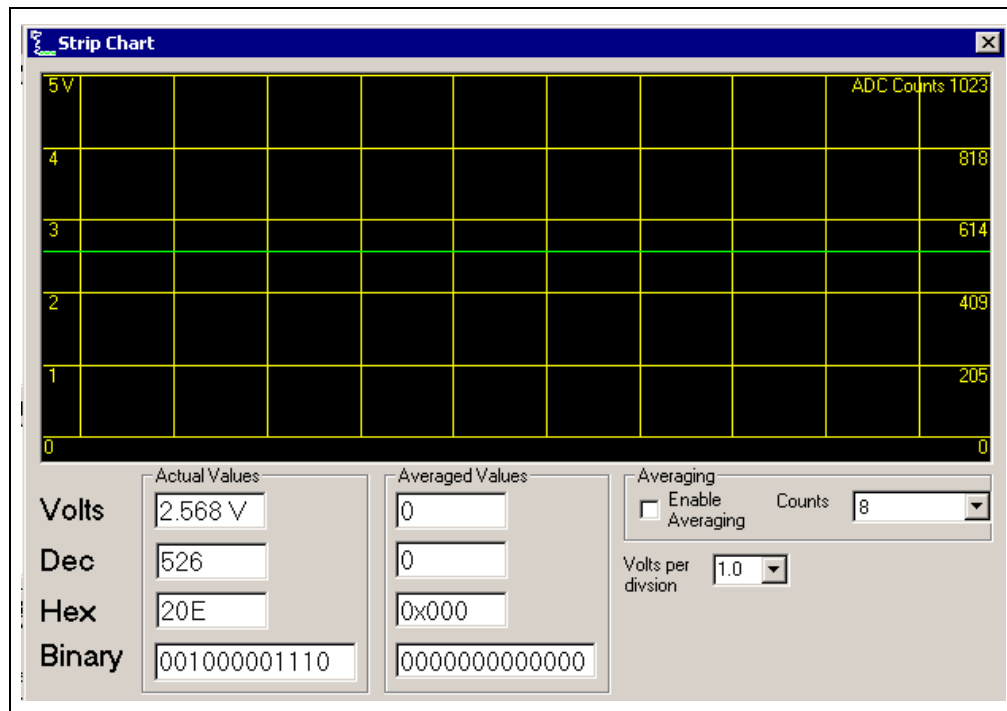 Strip Chart
5 V
ADC Counts 1023
4
818
3
614
2
409
1
205
0
0
Actual Values
Averaged Values
Averaging
Volts
2.568 V
0
Enable
Averaging
Counts
8
Dec
526
0
Volts per
divsion
1.0
Hex
20E
0x000
Binary
001000001110
0000000000000